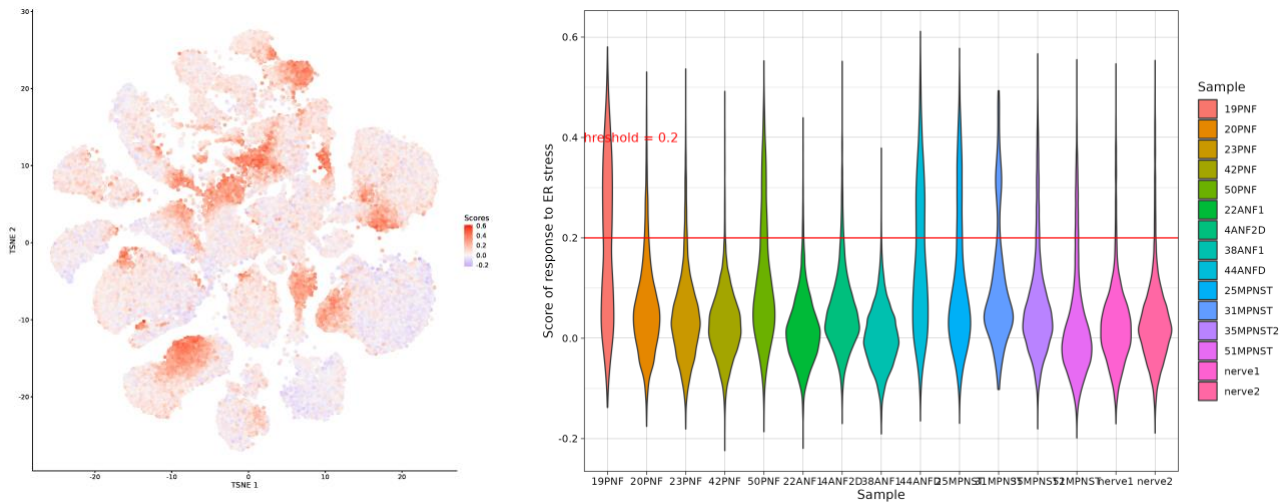 30
20
10
0
-10
-20
-20
-10
0
10
20
TSNE 1
TSNE 2
Scores
0.6
0.4
0.2
0.0
-0.2
0.6
0.4
0.2
0.0
-0.2
Score of response to ER stress
hreshold = 0.2
19PNF 20PNF 23PNF 42PNF 50PNF 22ANF1 4ANF2D 38ANF1 44ANFD 25MPNST 31MPNST 35MPNST2 51MPNST nerve1 nerve2
Sample
Sample
19PNF
20PNF
23PNF
42PNF
50PNF
22ANF1
4ANF2D
38ANF1
44ANFD
25MPNST
31MPNST
35MPNST2
51MPNST
nerve1
nerve2